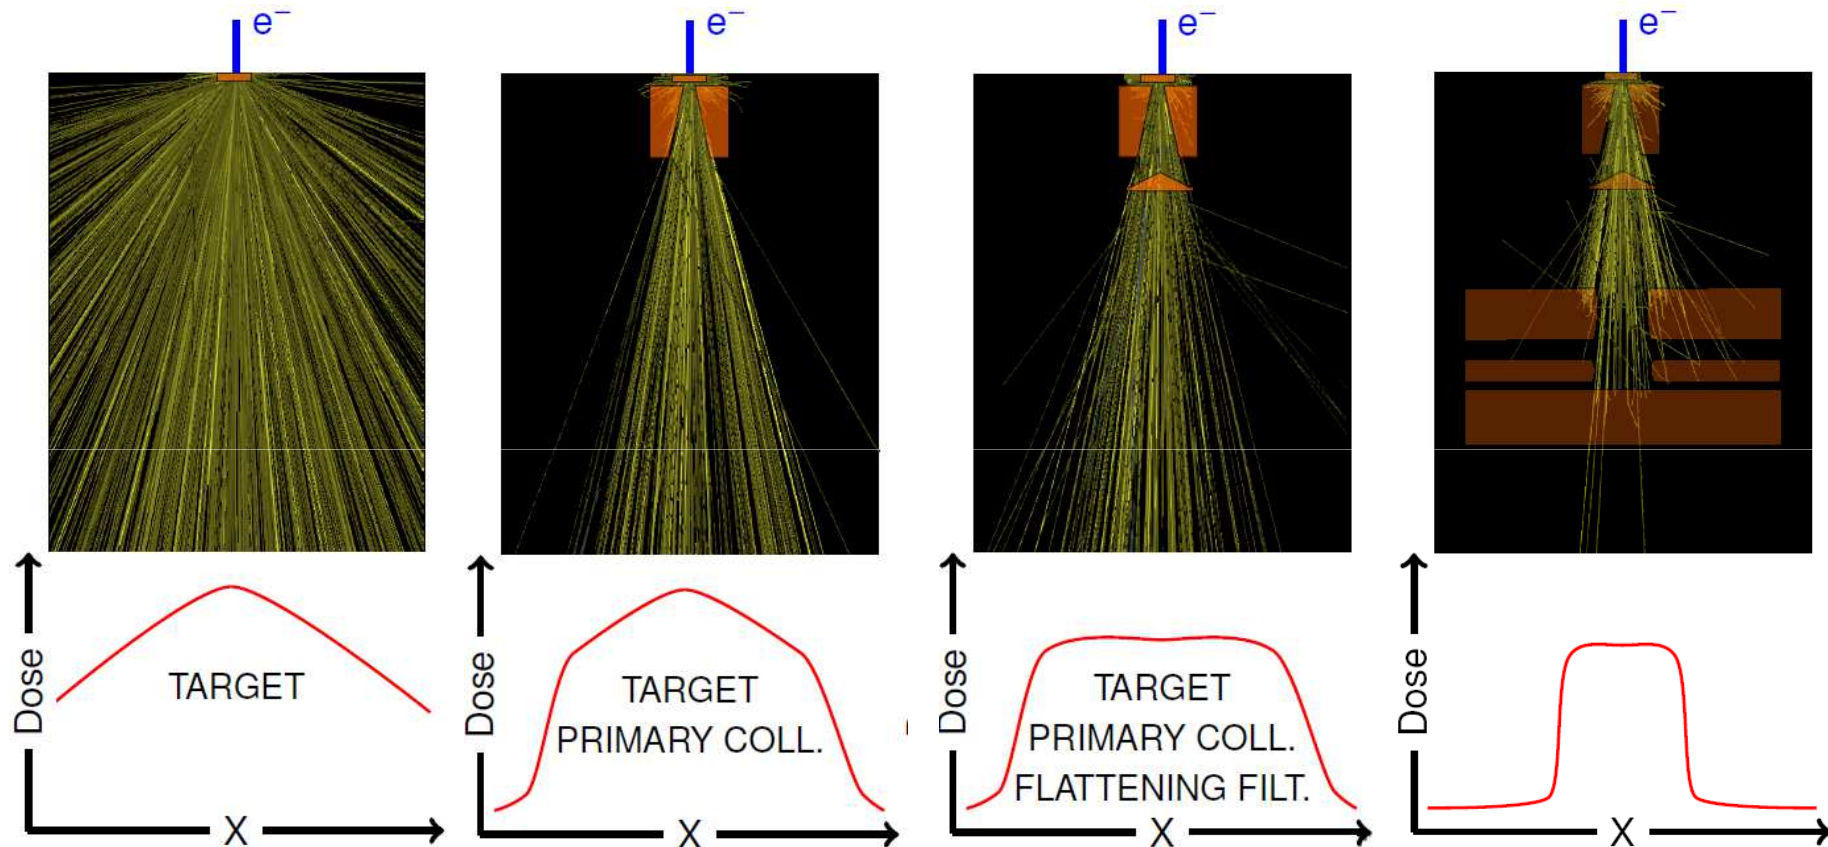 e⁻
e⁻
e⁻
e⁻
Dose
TARGET
X
Dose
TARGET
PRIMARY COLL.
X
Dose
TARGET
PRIMARY COLL.
FLATTENING FILT.
X
Dose
X